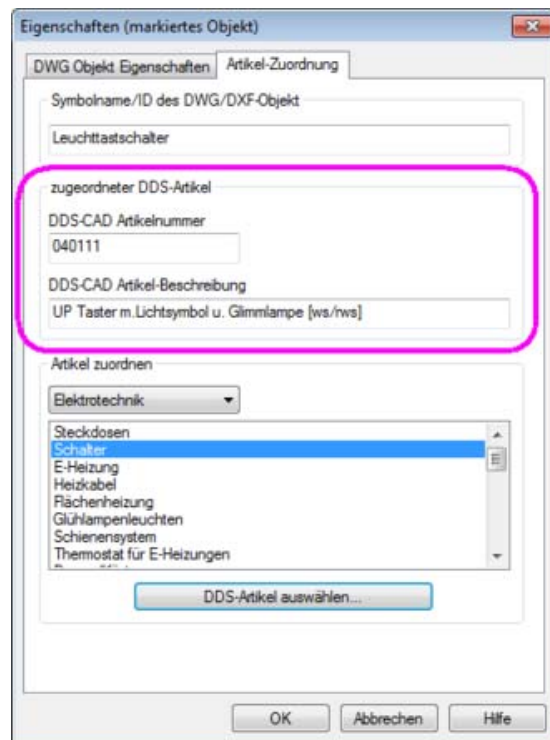 Eigenschaften (markiertes Objekt)
DWG Objekt Eigenschaften
Artikel-Zuordnung
Symbolname/ID des DWG/DXF-Objekt
Leuchttastschalter
zugeordneter DDS-Artikel
DDS-CAD Artikelnummer
040111
DDS-CAD Artikel-Beschreibung
UP Taster m.Lichtsymbol u. Glimmlampe [ws/rws]
Artikel zuordnen
Elektrotechnik
Steckdosen
Schalter
E-Heizung
Heizkabel
Flächenheizung
Glühlampenleuchten
Schienensystem
Thermostat für E-Heizungen
DDS-Artikel auswählen...
OK
Abbrechen
Hilfe